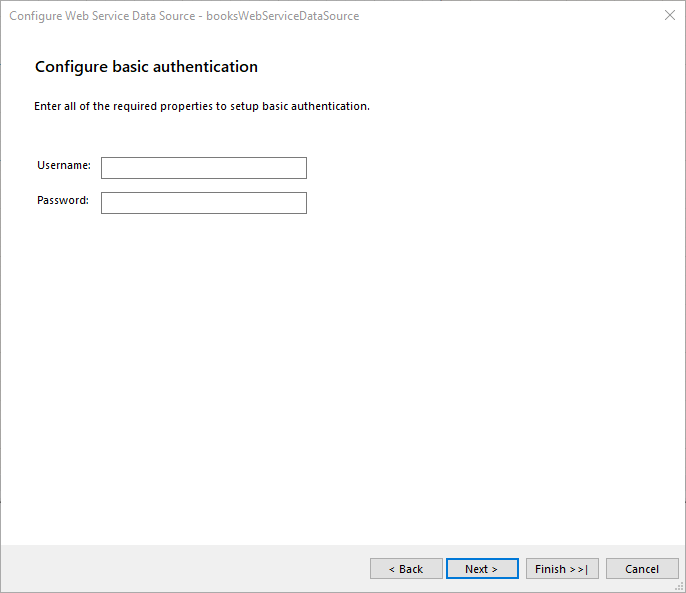 Configure Web Service Data Source - booksWebServiceDataSource
Configure basic authentication
Enter all of the required properties to setup basic authentication.
Username:
Password:
< Back Next > Finish >>| Cancel